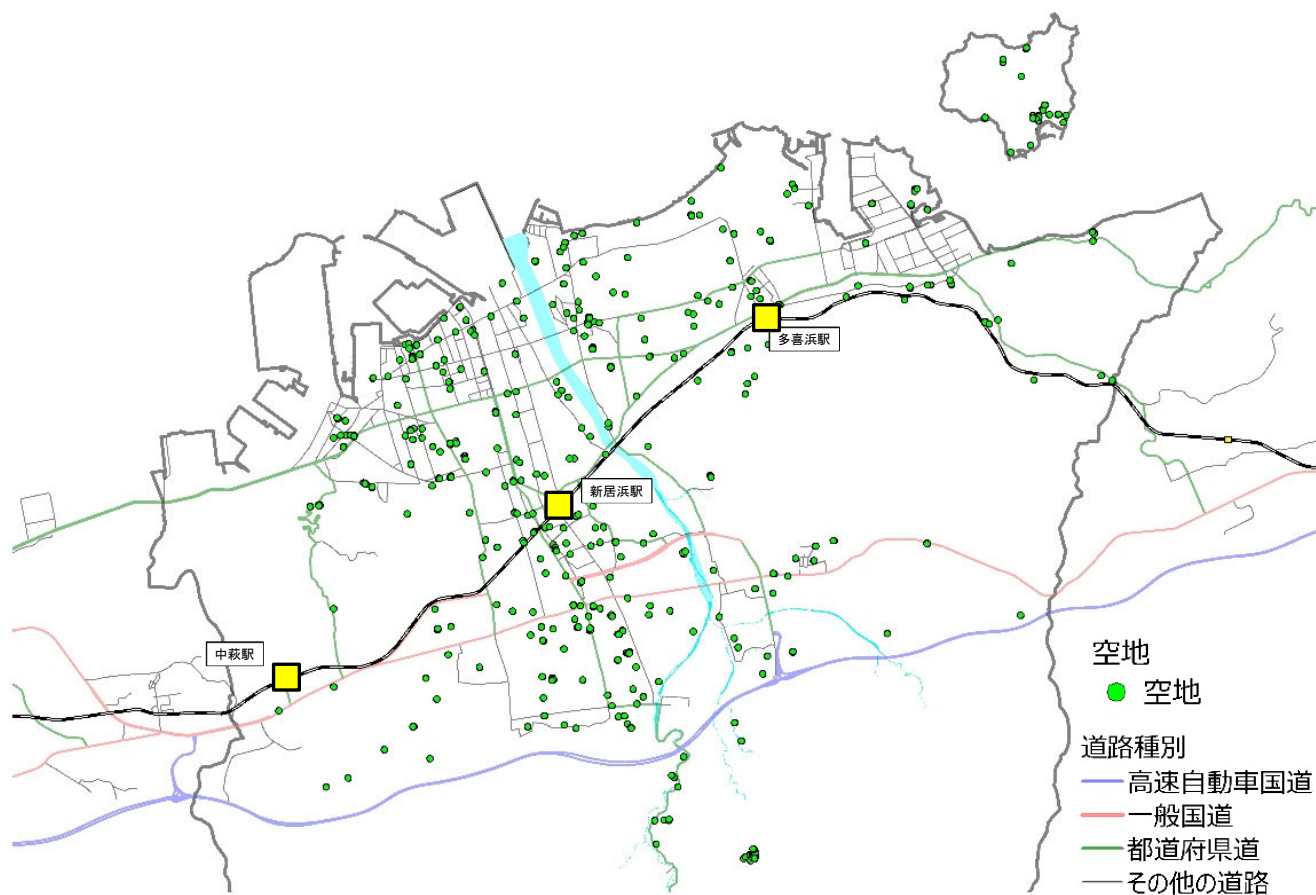 多喜浜駅
新居浜駅
中萩駅
空地
空地
道路種別
高速自動車国道
一般国道
都道府県道
その他の道路